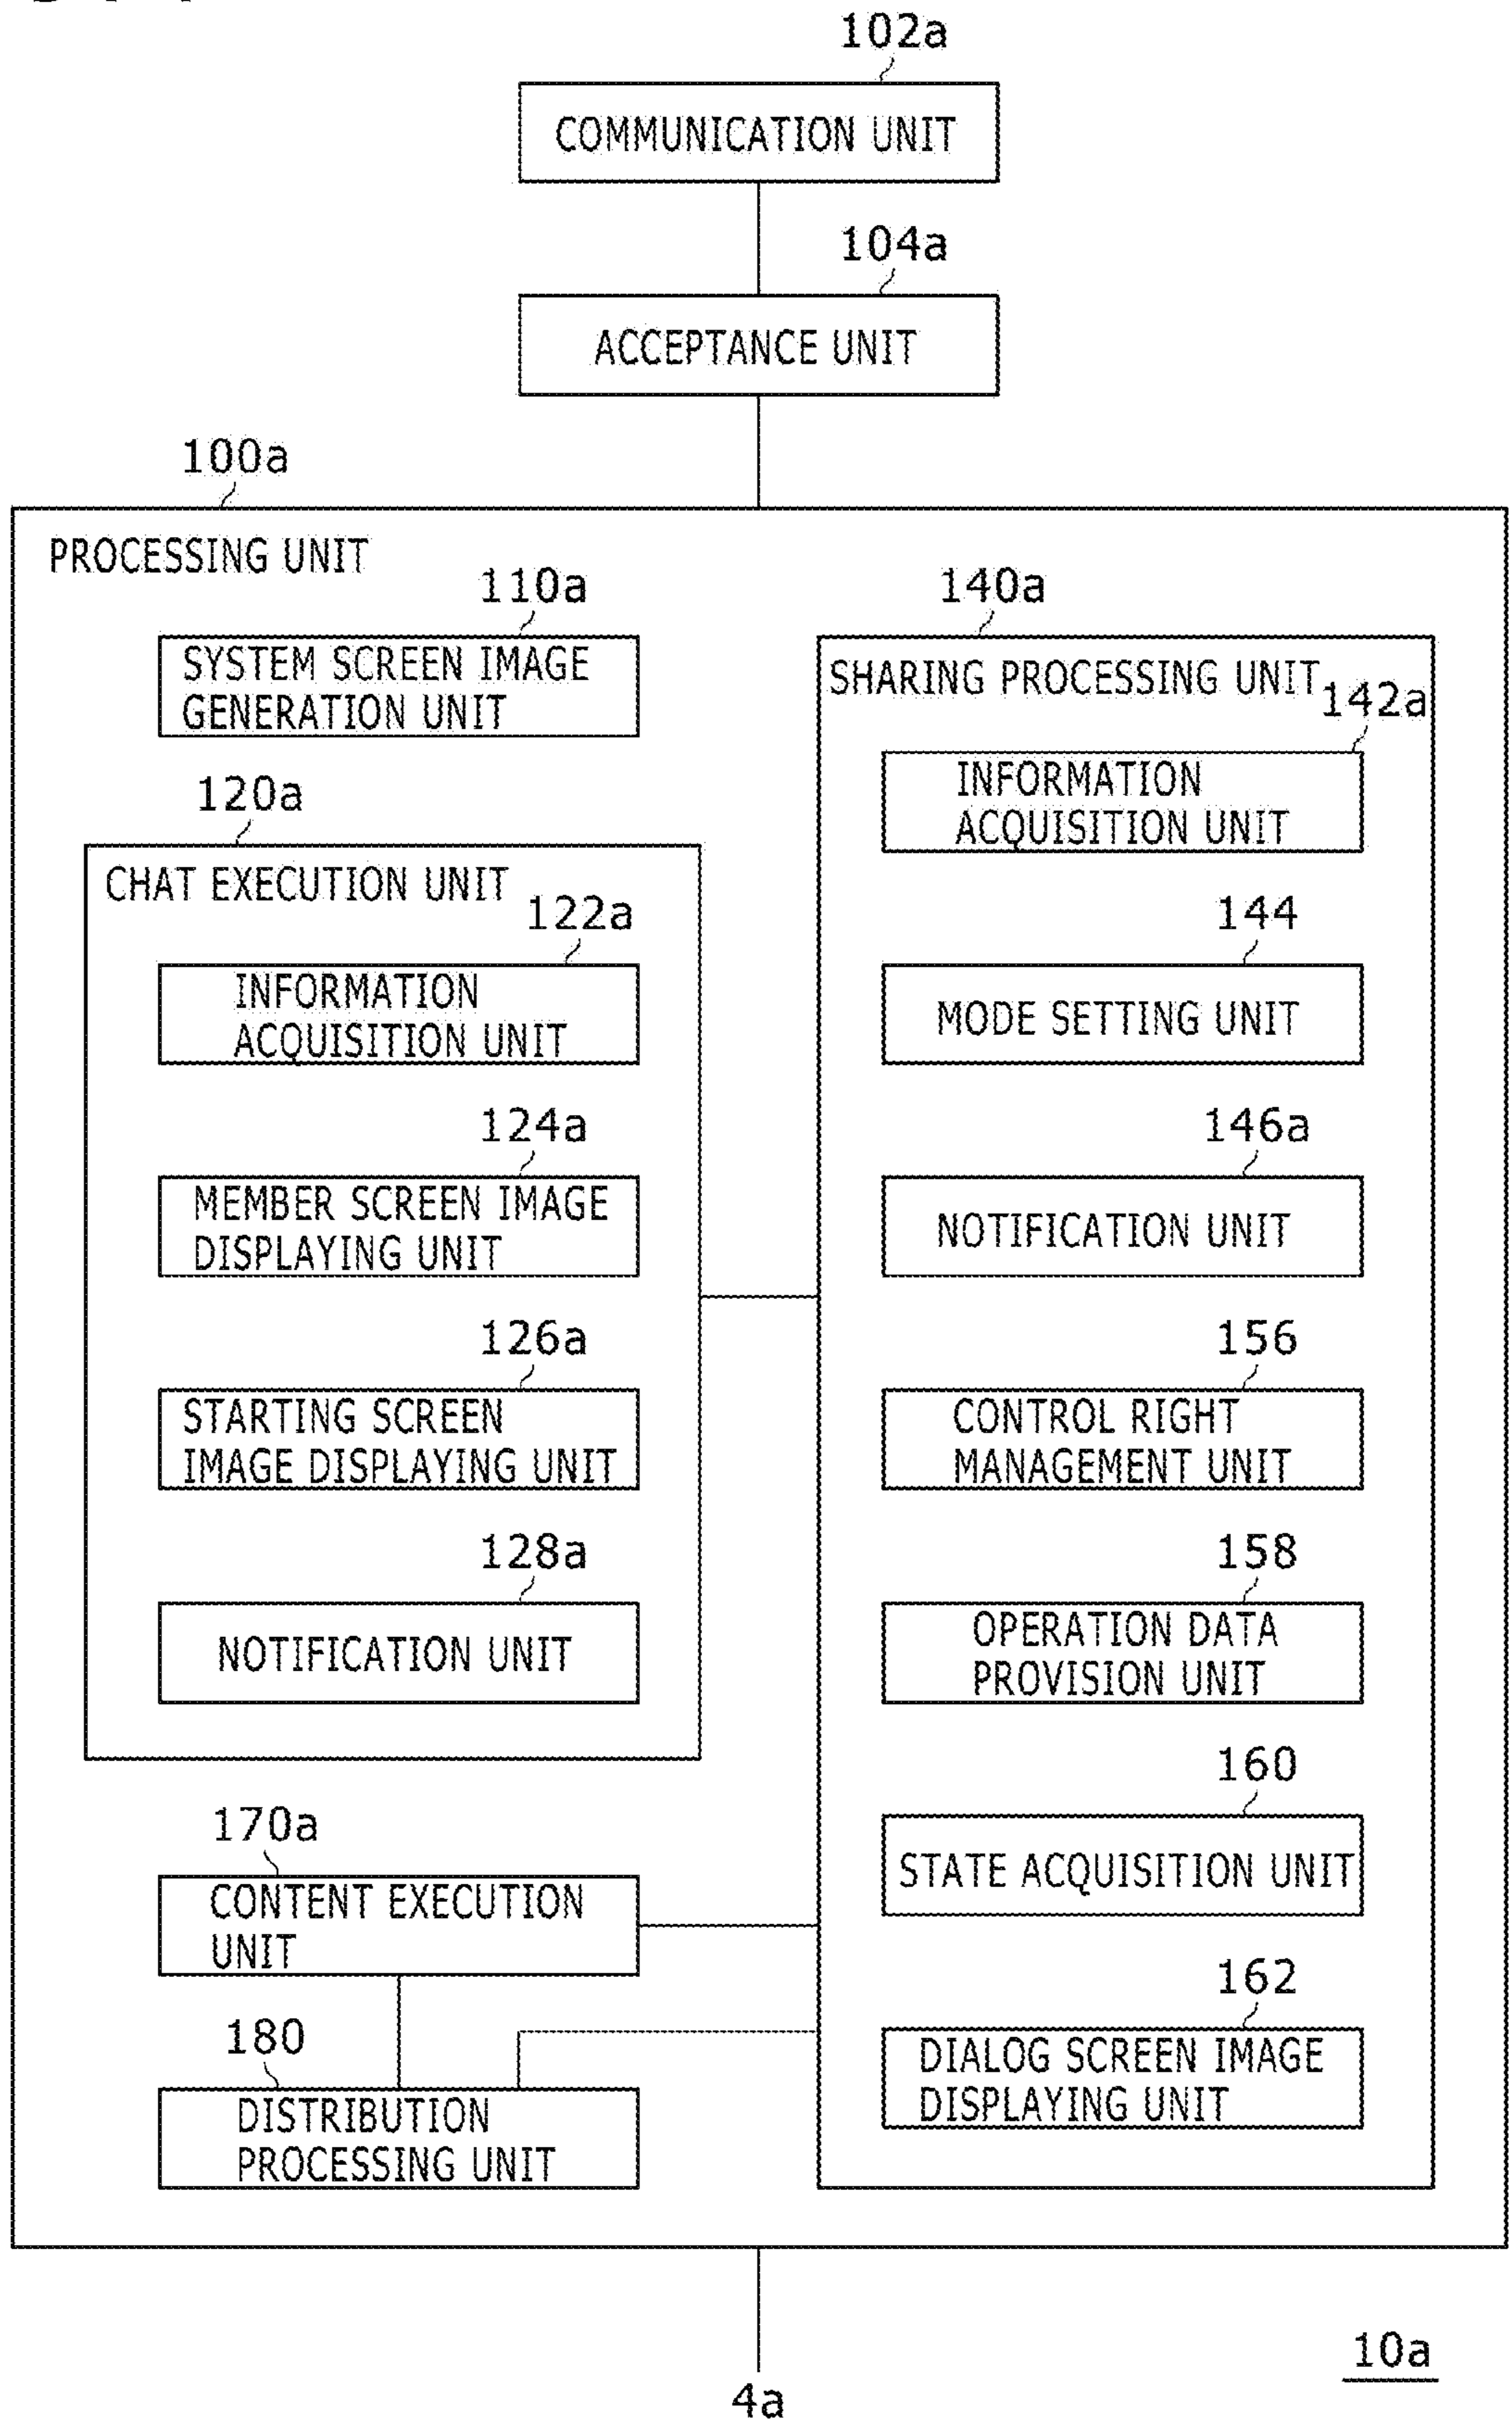 102a
COMMUNICATION UNIT
104a
ACCEPTANCE UNIT
100a
PROCESSING UNIT
110a
SYSTEM SCREEN IMAGE
GENERATION UNIT
120a
CHAT EXECUTION UNIT
122a
INFORMATION
ACQUISITION UNIT
124a
MEMBER SCREEN IMAGE
DISPLAYING UNIT
126a
STARTING SCREEN
IMAGE DISPLAYING UNIT
128a
NOTIFICATION UNIT
170a
CONTENT EXECUTION
UNIT
180
DISTRIBUTION
PROCESSING UNIT
140a
SHARING PROCESSING UNIT
142a
INFORMATION
ACQUISITION UNIT
144
MODE SETTING UNIT
146a
NOTIFICATION UNIT
156
CONTROL RIGHT
MANAGEMENT UNIT
158
OPERATION DATA
PROVISION UNIT
160
STATE ACQUISITION UNIT
162
DIALOG SCREEN IMAGE
DISPLAYING UNIT
4a
10a